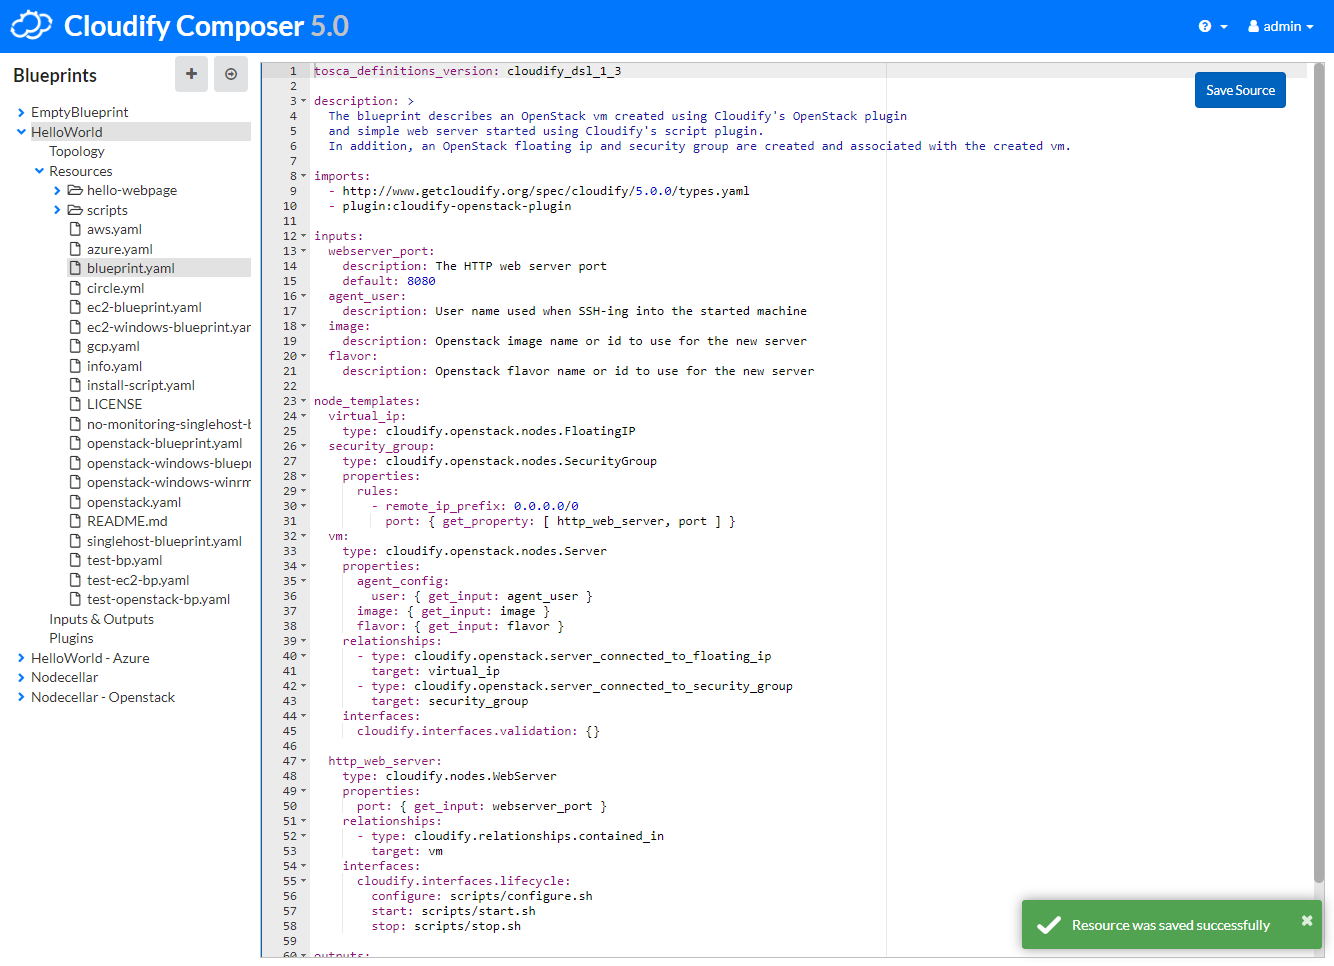 Cloudify Composer 5.0
admin
Blueprints
EmptyBlueprint
HelloWorld
Topology
Resources
hello-webpage
scripts
aws.yaml
azure.yaml
blueprint.yaml
circle.yml
ec2-blueprint.yaml
ec2-windows-blueprint.yar
gcp.yaml
info.yaml
install-script.yaml
LICENSE
no-monitoring-singlehost-b
openstack-blueprint.yaml
openstack-windows-bluepr
openstack-windows-winrm
openstack.yaml
README.md
singlehost-blueprint.yaml
test-bp.yaml
test-ec2-bp.yaml
test-openstack-bp.yaml
Inputs & Outputs
Plugins
HelloWorld - Azure
Nodecellar
Nodecellar - Openstack
Save Source
1 tosca_definitions_version: cloudify_dsl_1_3
2
3 description: >
4 The blueprint describes an OpenStack vm created using Cloudify's OpenStack plugin
5 and simple web server started using Cloudify's script plugin.
6 In addition, an OpenStack floating ip and security group are created and associated with the created vm.
7
8 imports:
9 - http://www.getcloudify.org/spec/cloudify/5.0.0/types.yaml
10 - plugin:cloudify-openstack-plugin
11
12 inputs:
13 webserver_port:
14 description: The HTTP web server port
15 default: 8080
16 agent_user:
17 description: User name used when SSH-ing into the started machine
18 image:
19 description: Openstack image name or id to use for the new server
20 flavor:
21 description: Openstack flavor name or id to use for the new server
22
23 node_templates:
24 virtual_ip:
25 type: cloudify.openstack.nodes.FloatingIP
26 security_group:
27 type: cloudify.openstack.nodes.SecurityGroup
28 properties:
29 rules:
30 - remote_ip_prefix: 0.0.0.0/0
31 port: { get_property: [ http_web_server, port ] }
32 vm:
33 type: cloudify.openstack.nodes.Server
34 properties:
35 agent_config:
36 user: { get_input: agent_user }
37 image: { get_input: image }
38 flavor: { get_input: flavor }
39 relationships:
40 - type: cloudify.openstack.server_connected_to_floating_ip
41 target: virtual_ip
42 - type: cloudify.openstack.server_connected_to_security_group
43 target: security_group
44 interfaces:
45 cloudify.interfaces.validation: {}
46
47 http_web_server:
48 type: cloudify.nodes.WebServer
49 properties:
50 port: { get_input: webserver_port }
51 relationships:
52 - type: cloudify.relationships.contained_in
53 target: vm
54 interfaces:
55 cloudify.interfaces.lifecycle:
56 configure: scripts/configure.sh
57 start: scripts/start.sh
58 stop: scripts/stop.sh
59
60 outputs:
Resource was saved successfully